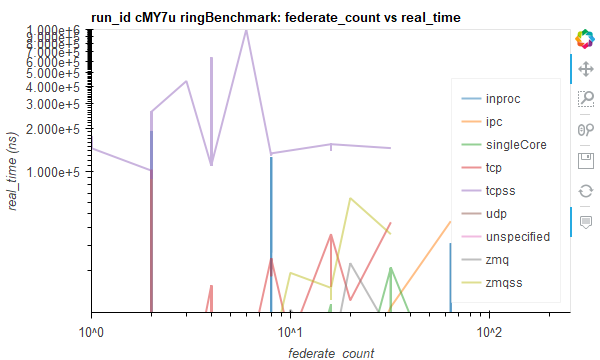 run_id cMY7u ringBenchmark: federate_count vs real_time
1.000e+6
5.000e+5
4.000e+5
3.000e+5
2.000e+5
1.000e+5
real_time (ns)
inproc
ipc
singleCore
tcp
tcpss
udp
unspecified
zmq
zmqss
10^0
10^1
10^2
federate_count